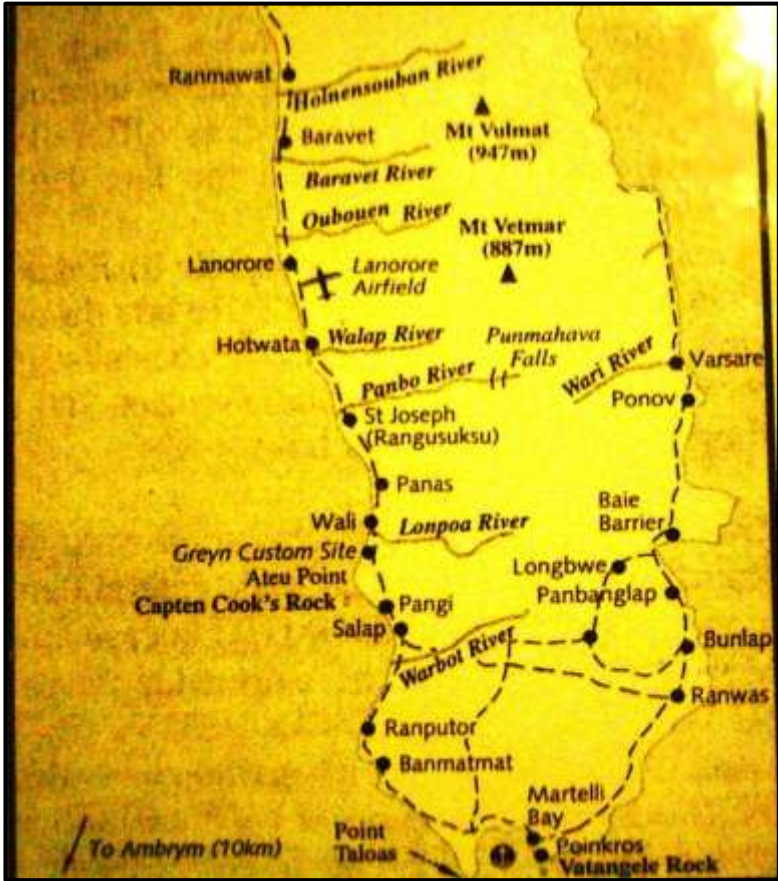 Ranmawat
Holnensouban River
Mt Vulmat
(947m)
Baravet
Baravet River
Oubouen River
Mt Vetmar
(887m)
Lanorore
Lanorore
Airfield
Hotwata
Walap River
Punmahava
Falls
Panbo River
Wari River
Varsare
Ponov
St Joseph
(Rangusuksu)
Panas
Baie
Barrier
Wali
Lonpoa River
Greyn Custom Site
Ateu Point
Longbwe
Panbanglap
Capten Cook's Rock
Pangi
Salap
Warbot River
Bunlap
Ranwas
Ranputor
Banmatmat
Martelli
Bay
Point
Taloas
To Ambrym (10km)
Poinkros
Vatangele Rock